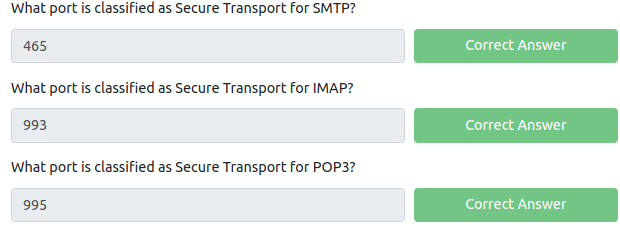 What port is classified as Secure Transport for SMTP?
465 Correct Answer
What port is classified as Secure Transport for IMAP?
993 Correct Answer
What port is classified as Secure Transport for POP3?
995 Correct Answer